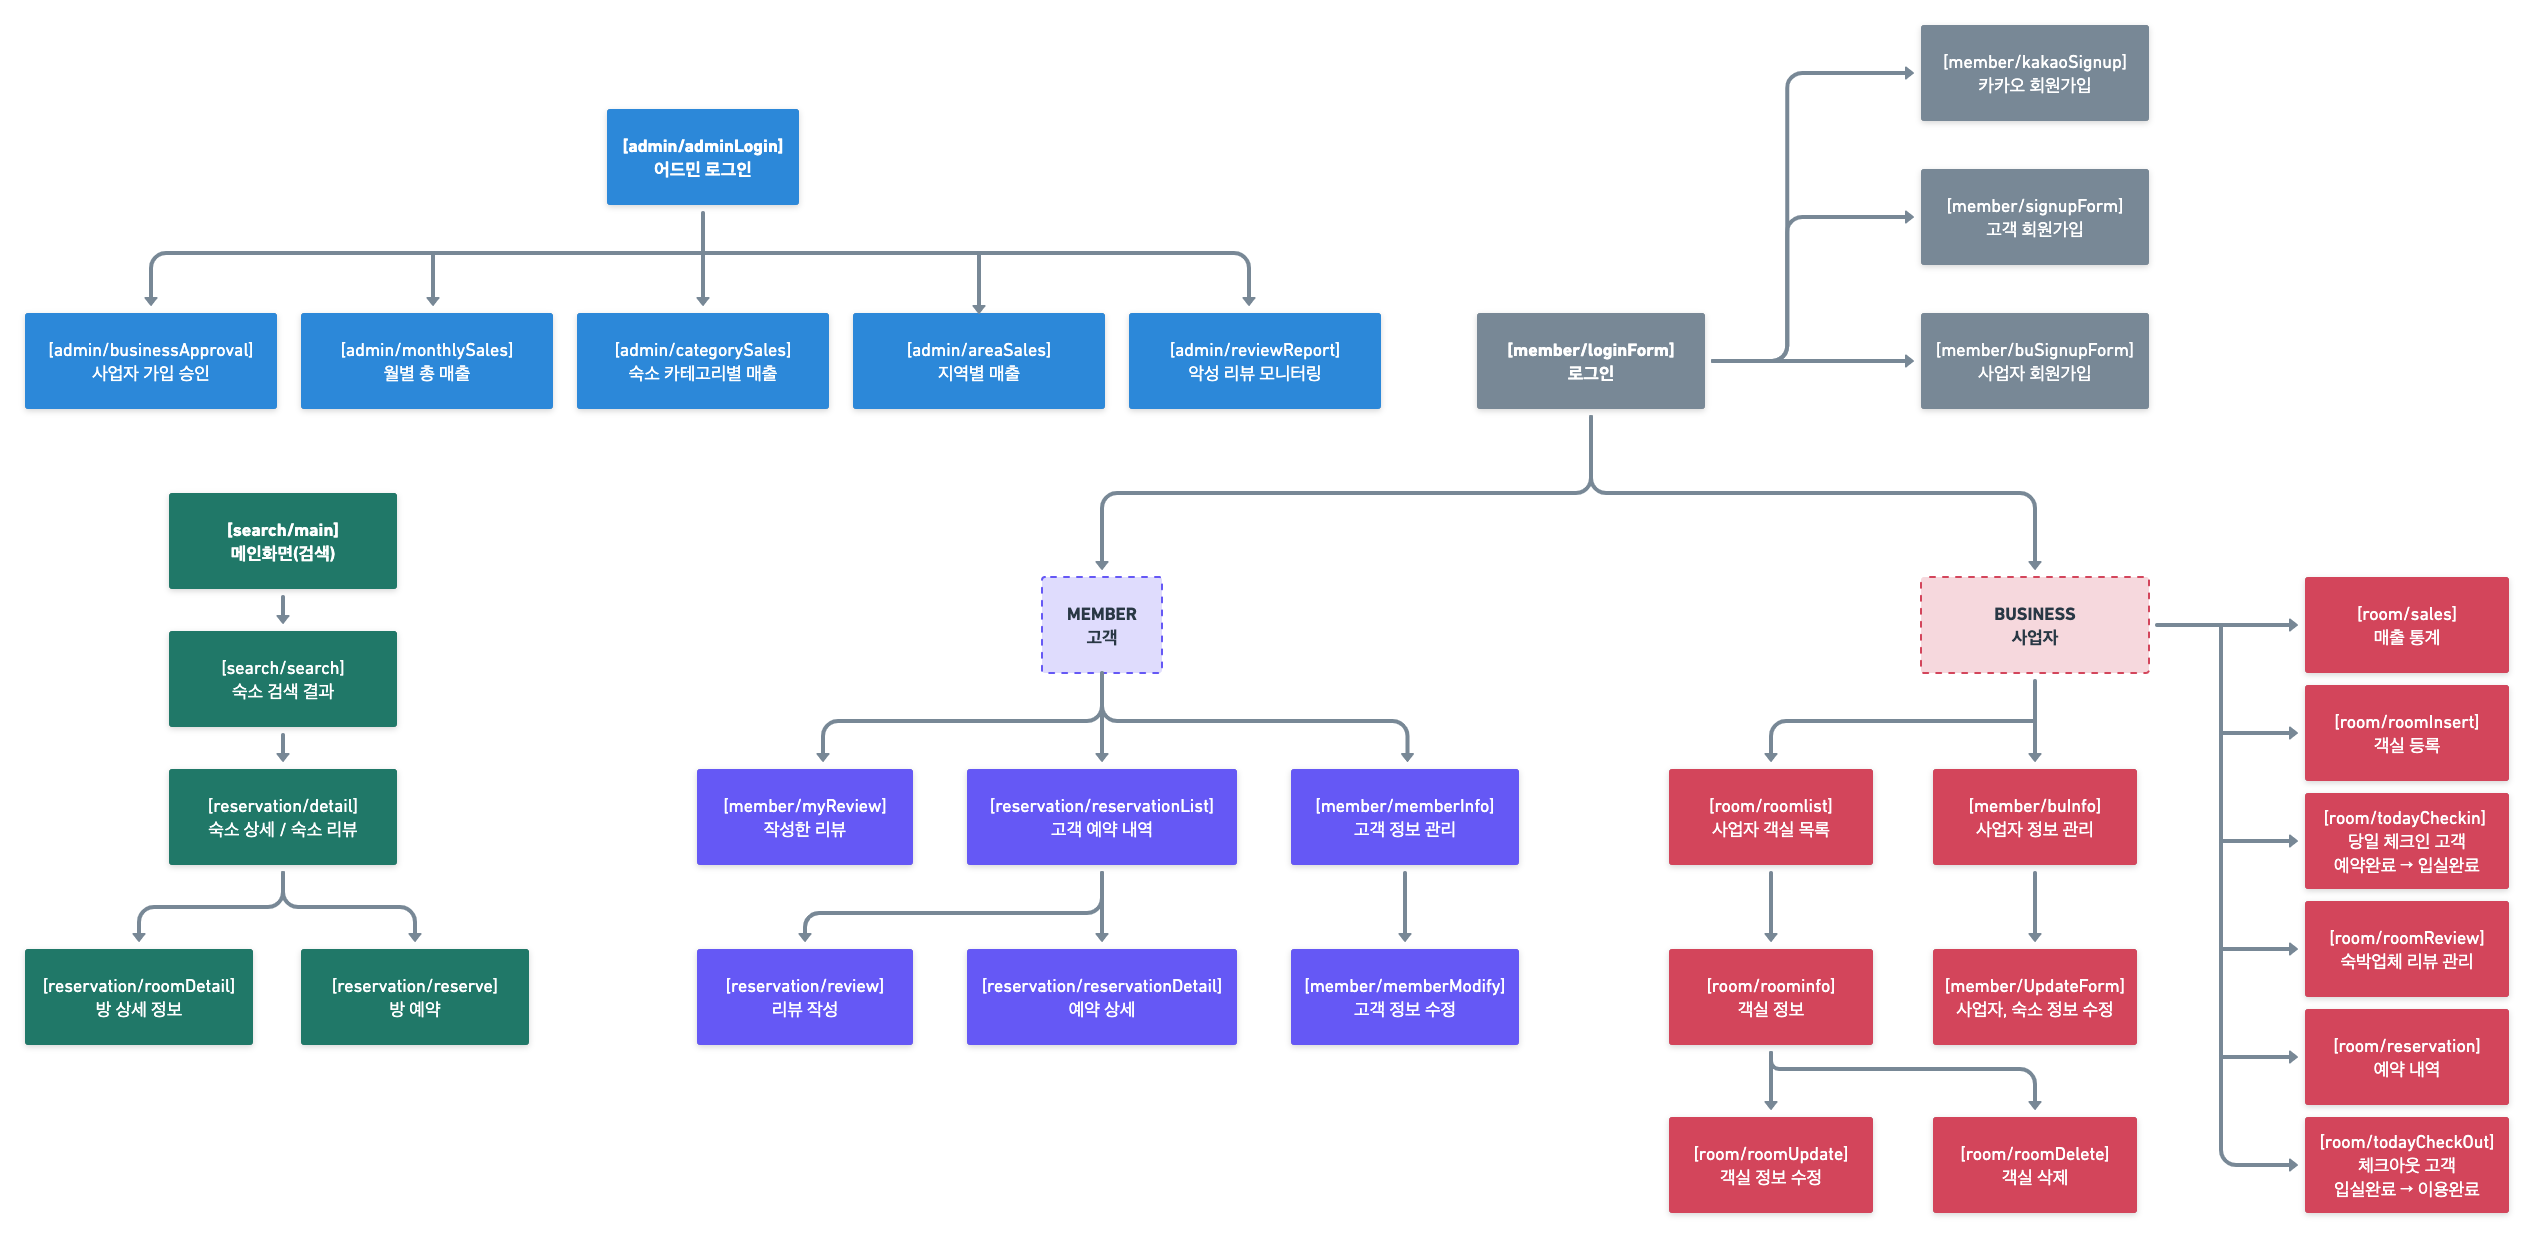 [member/kakaoSignup]
카카오 회원가입
[admin/adminLogin]
어드민 로그인
[member/signupForm]
고객 회원가입
[admin/businessApproval]
사업자 가입 승인
[admin/monthlySales]
월별 총 매출
[admin/categorySales]
숙소 카테고리별 매출
[admin/areaSales]
지역별 매출
[admin/reviewReport]
악성 리뷰 모니터링
[member/loginForm]
로그인
[member/buSignupForm]
사업자 회원가입
[search/main]
메인화면(검색)
[search/search]
숙소 검색 결과
[reservation/detail]
숙소 상세 / 숙소 리뷰
[reservation/roomDetail]
방 상세 정보
[reservation/reserve]
방 예약
MEMBER
고객
[member/myReview]
작성한 리뷰
[reservation/reservationList]
고객 예약 내역
[member/memberInfo]
고객 정보 관리
[reservation/review]
리뷰 작성
[reservation/reservationDetail]
예약 상세
[member/memberModify]
고객 정보 수정
BUSINESS
사업자
[room/roomlist]
사업자 객실 목록
[member/buInfo]
사업자 정보 관리
[room/roominfo]
객실 정보
[member/UpdateForm]
사업자, 숙소 정보 수정
[room/roomUpdate]
객실 정보 수정
[room/roomDelete]
객실 삭제
[room/sales]
매출 통계
[room/roomInsert]
객실 등록
[room/todayCheckin]
당일 체크인 고객
예약완료 → 입실완료
[room/roomReview]
숙박업체 리뷰 관리
[room/reservation]
예약 내역
[room/todayCheckOut]
체크아웃 고객
입실완료 → 이용완료